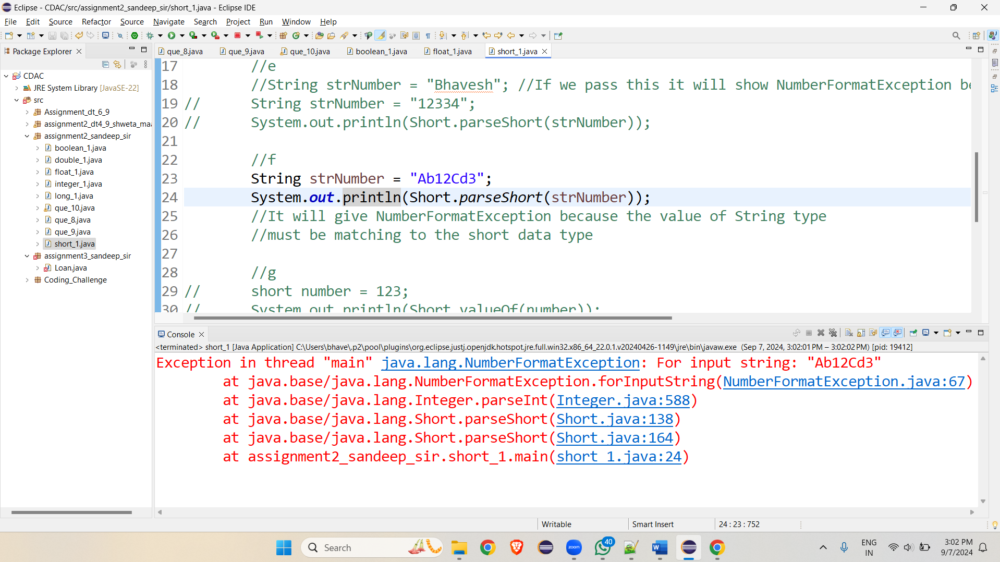 Eclipse - CDAC/src/assignment2_sandeep_sir/short_1.java - Eclipse IDE
File Edit Source Refactor Source Navigate Search Project Run Window Help
Package Explorer
que_8.java que_9.java que_10.java boolean_1.java float_1.java short_1.java
CDAC
JRE System Library [JavaSE-22]
src
Assignment_dt_6_9
assignment2_dt4_9_shweta_ma
assignment2_sandeep_sir
boolean_1.java
double_1.java
float_1.java
integer_1.java
long_1.java
que_10.java
que_8.java
que_9.java
short_1.java
assignment3_sandeep_sir
Loan.java
Coding_Challenge
17 //e
18 //String strNumber = "Bhavesh"; //If we pass this it will show NumberFormatException be
19 // String strNumber = "12334";
20 // System.out.println(Short.parseShort(strNumber));
21
22 //f
23 String strNumber = "Ab12Cd3";
24 System.out.println(Short.parseShort(strNumber));
25 //It will give NumberFormatException because the value of String type
26 //must be matching to the short data type
27
28 //g
29 // short number = 123;
30 // System.out.println(Short.valueOf(number));
Console
<terminated> short_1 [Java Application] C:\Users\bhave\.p2\pool\plugins\org.eclipse.justj.openjdk.hotspot.jre.full.win32.x86_64_22.0.1.v20240426-1149\jre\bin\javaw.exe (Sep 7, 2024, 3:02:01 PM – 3:02:02 PM) [pid: 19412]
Exception in thread "main" java.lang.NumberFormatException: For input string: "Ab12Cd3"
at java.base/java.lang.NumberFormatException.forInputString(NumberFormatException.java:67)
at java.base/java.lang.Integer.parseInt(Integer.java:588)
at java.base/java.lang.Short.parseShort(Short.java:138)
at java.base/java.lang.Short.parseShort(Short.java:164)
at assignment2_sandeep_sir.short_1.main(short_1.java:24)
Writable Smart Insert 24 : 23 : 752
Search
zoom
40
ENG
IN
3:02 PM
9/7/2024